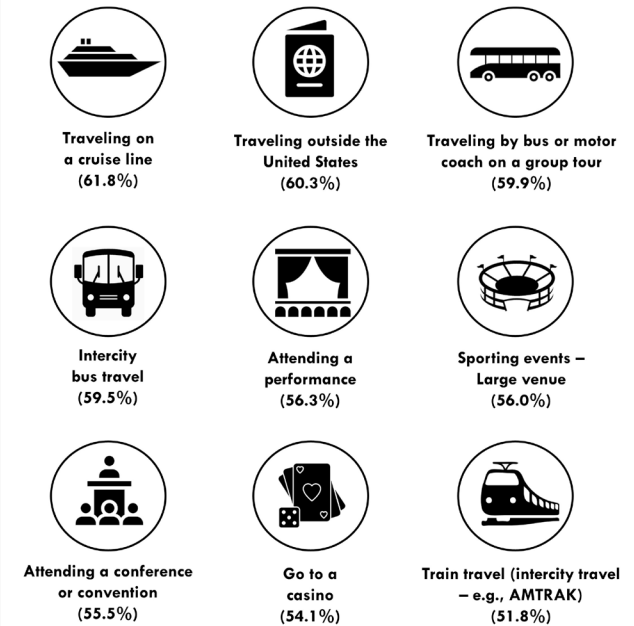 Traveling on
a cruise line
(61.8%)
Traveling outside the
United States
(60.3%)
Traveling by bus or motor
coach on a group tour
(59.9%)
Intercity
bus travel
(59.5%)
Attending a
performance
(56.3%)
Sporting events –
Large venue
(56.0%)
Attending a conference
or convention
(55.5%)
Go to a
casino
(54.1%)
Train travel (intercity travel
– e.g., AMTRAK)
(51.8%)